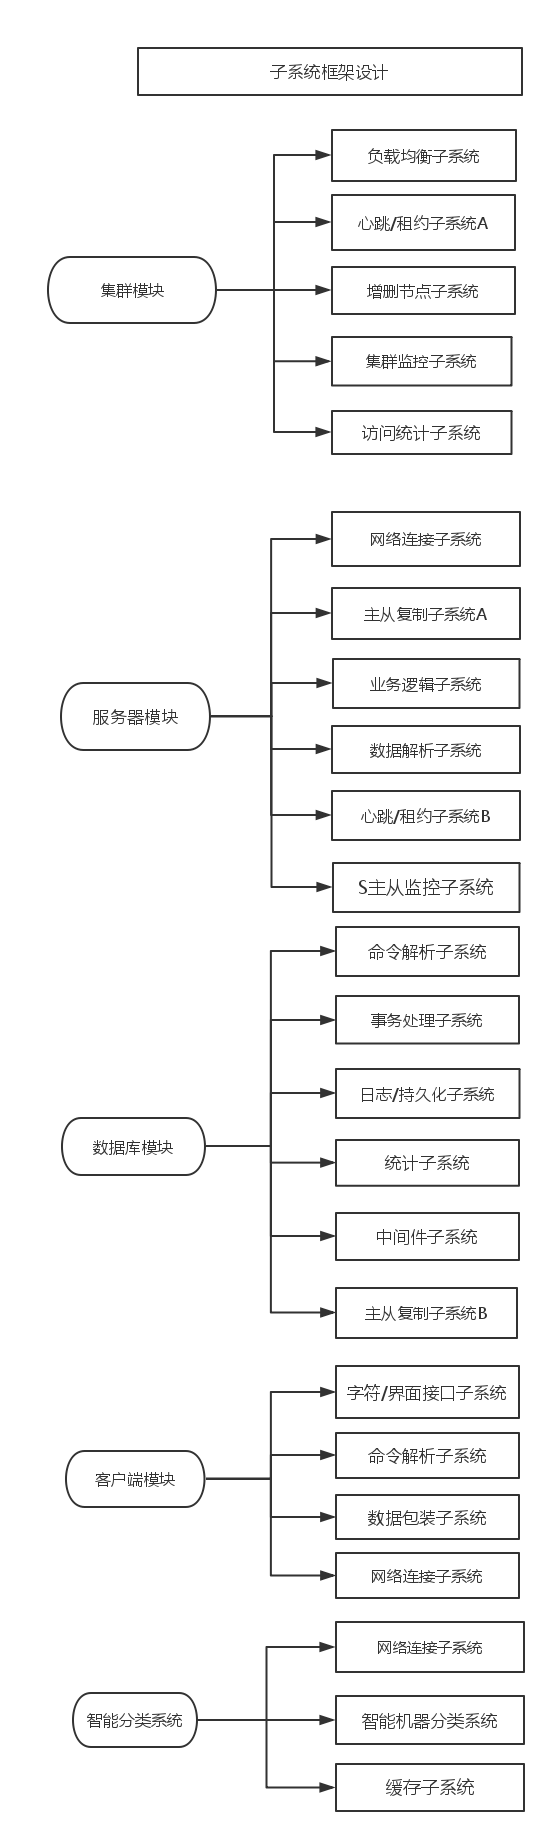 子系统框架设计
负载均衡子系统
心跳/租约子系统A
集群模块
增删节点子系统
集群监控子系统
访问统计子系统
网络连接子系统
主从复制子系统A
业务逻辑子系统
服务器模块
数据解析子系统
心跳/租约子系统B
S主从监控子系统
命令解析子系统
事务处理子系统
日志/持久化子系统
数据库模块
统计子系统
中间件子系统
主从复制子系统B
字符/界面接口子系统
命令解析子系统
客户端模块
数据包装子系统
网络连接子系统
网络连接子系统
智能分类系统
智能机器分类系统
缓存子系统